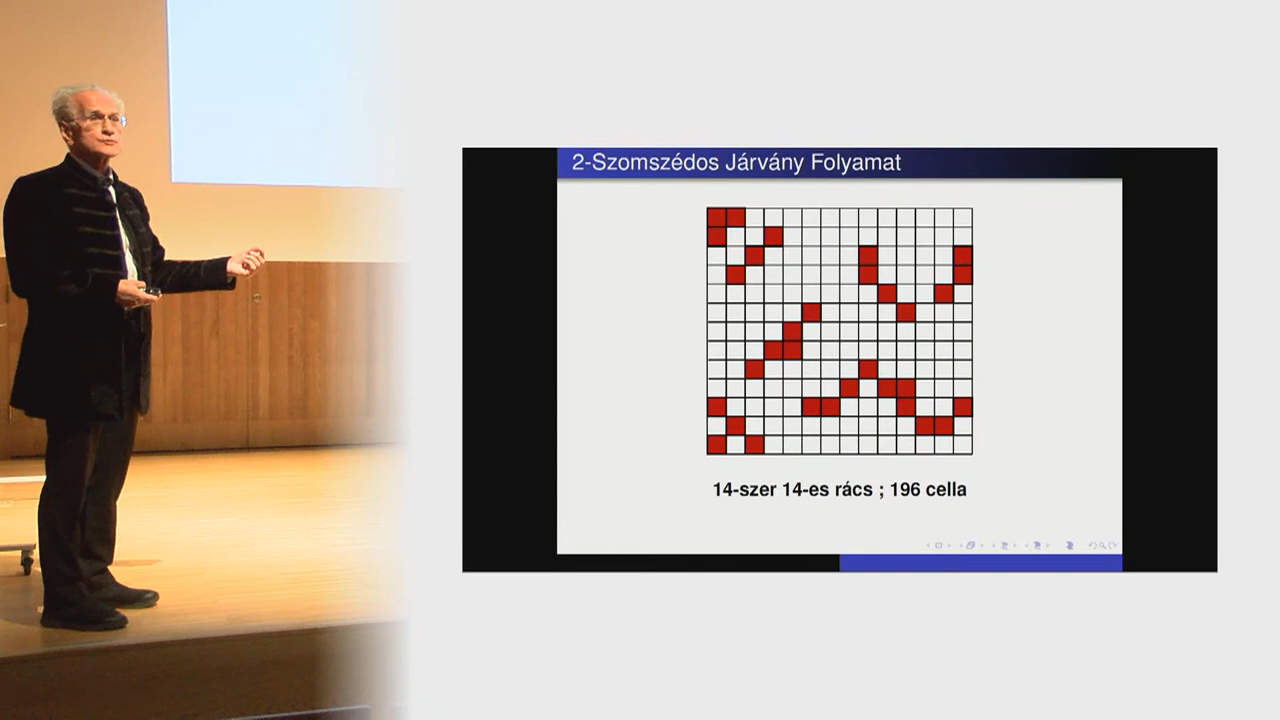 2-Szomszédos Járvány Folyamat
14-szer 14-es rács ; 196 cella